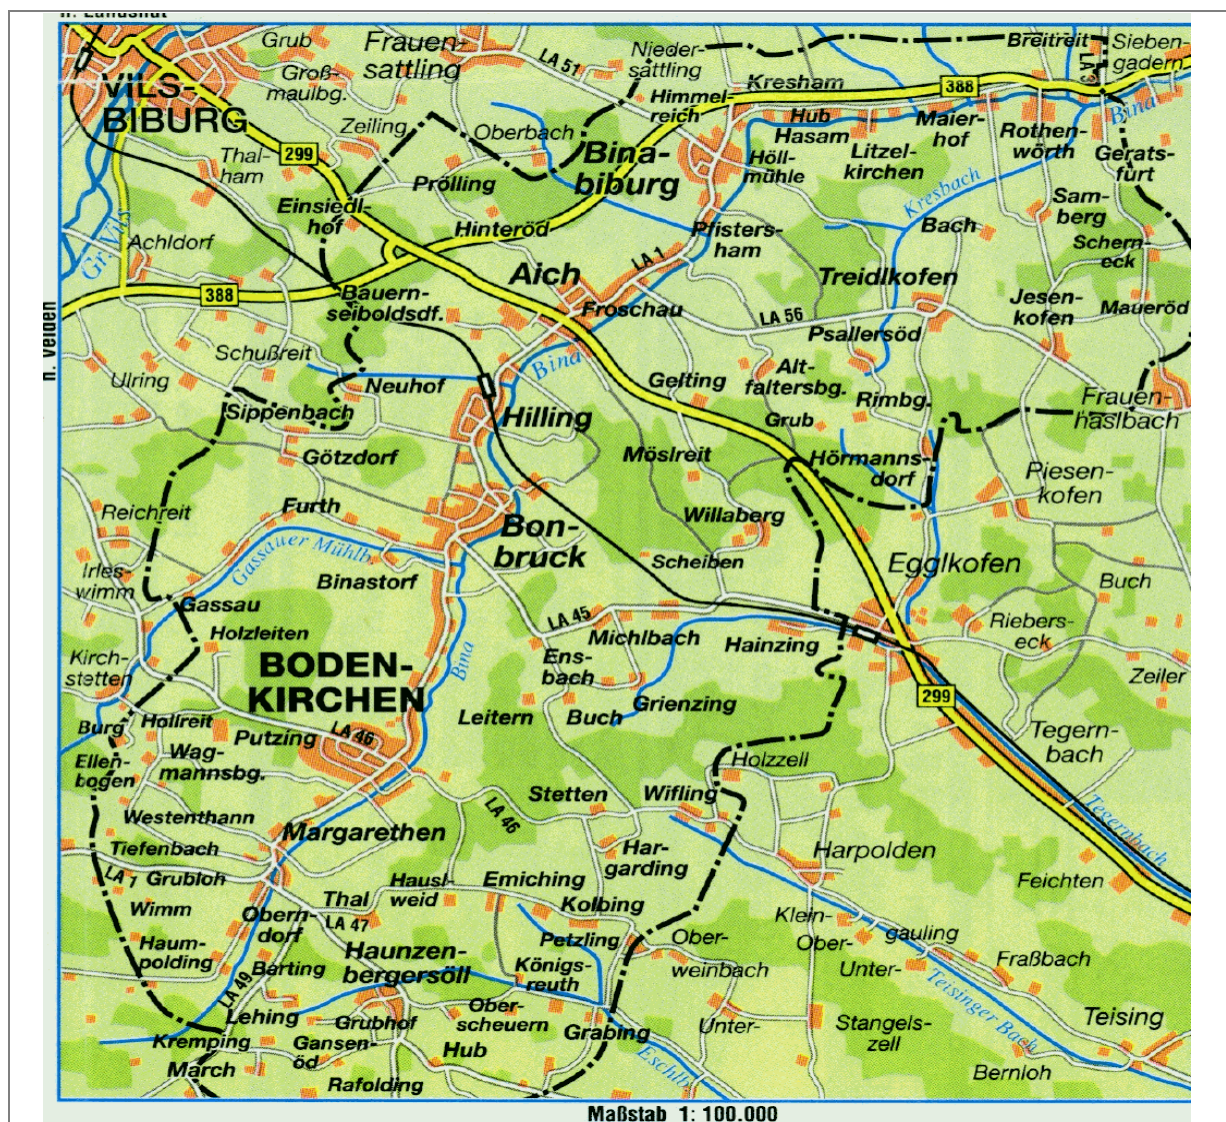 n. Landshut
Grub
Frauen-
sattling
LA 51
Nieder-
sattling
Breitreit
Sieben-
gadern
VILS-
BIBURG
Groß-
maulbg.
Himmel-
reich
Kresham
388
Bina
Zeiling
Oberbach
Hub
Hasam
Maier-
hof
Rothen-
wörth
299
Thal-
ham
Bina-
biburg
Höll-
mühle
Litzel-
kirchen
Gerats-
furt
Prölling
Kresbach
Einsiedl-
hof
Sam-
berg
Gr. Vils
Achldorf
Hinteröd
Pfisters-
ham
Bach
Schern-
eck
388
Aich
LA 1
Treidlkofen
Bauern-
seiboldsdf.
Froschau
LA 56
Jesen-
kofen
Maueröd
n. Velden
Psallersöd
Schußreit
Bina
Ulring
Neuhof
Gelting
Alt-
faltersbg.
Rimbg.
Frauen-
haslbach
Sippenbach
Hilling
Grub
Götzdorf
Möslreit
Hörmanns-
dorf
Piesen-
kofen
Reichreit
Furth
Willaberg
Bon-
bruck
Gassauer Mühlb.
Scheiben
Egglkofen
Irles-
wimm
Binastorf
Buch
Gassau
LA 45
Michlbach
Hainzing
Riebers-
eck
Holzleiten
Kirch-
stetten
BODEN-
KIRCHEN
Bina
Ens-
bach
Zeiler
299
Leitern
Buch
Grienzing
Burg
Hollreit
Putzing
LA 46
Tegern-
bach
Ellen-
bogen
Wag-
mannsbg.
Holzzell
Stetten
Wifling
LA 46
Westenthann
Margarethen
Tegernbach
Tiefenbach
Har-
garding
Harpolden
LA 7
Grubloh
Hausl-
weid
Emiching
Feichten
Wimm
Thal
Kolbing
Obern-
dorf
LA 47
Klein-
gauling
Haum-
polding
Haunzen-
bergersöll
Petzling
Ober-
weinbach
Ober-
Fraßbach
Barting
Königs-
reuth
Unter-
LA 49
Teisinger Bach
Lehing
Ober-
scheuern
Grubhof
Grabing
Unter-
Stangels-
zell
Teising
Kremping
Gansen-
öd
Hub
Eschlb.
March
Rafolding
Bernloh
Maßstab 1: 100.000